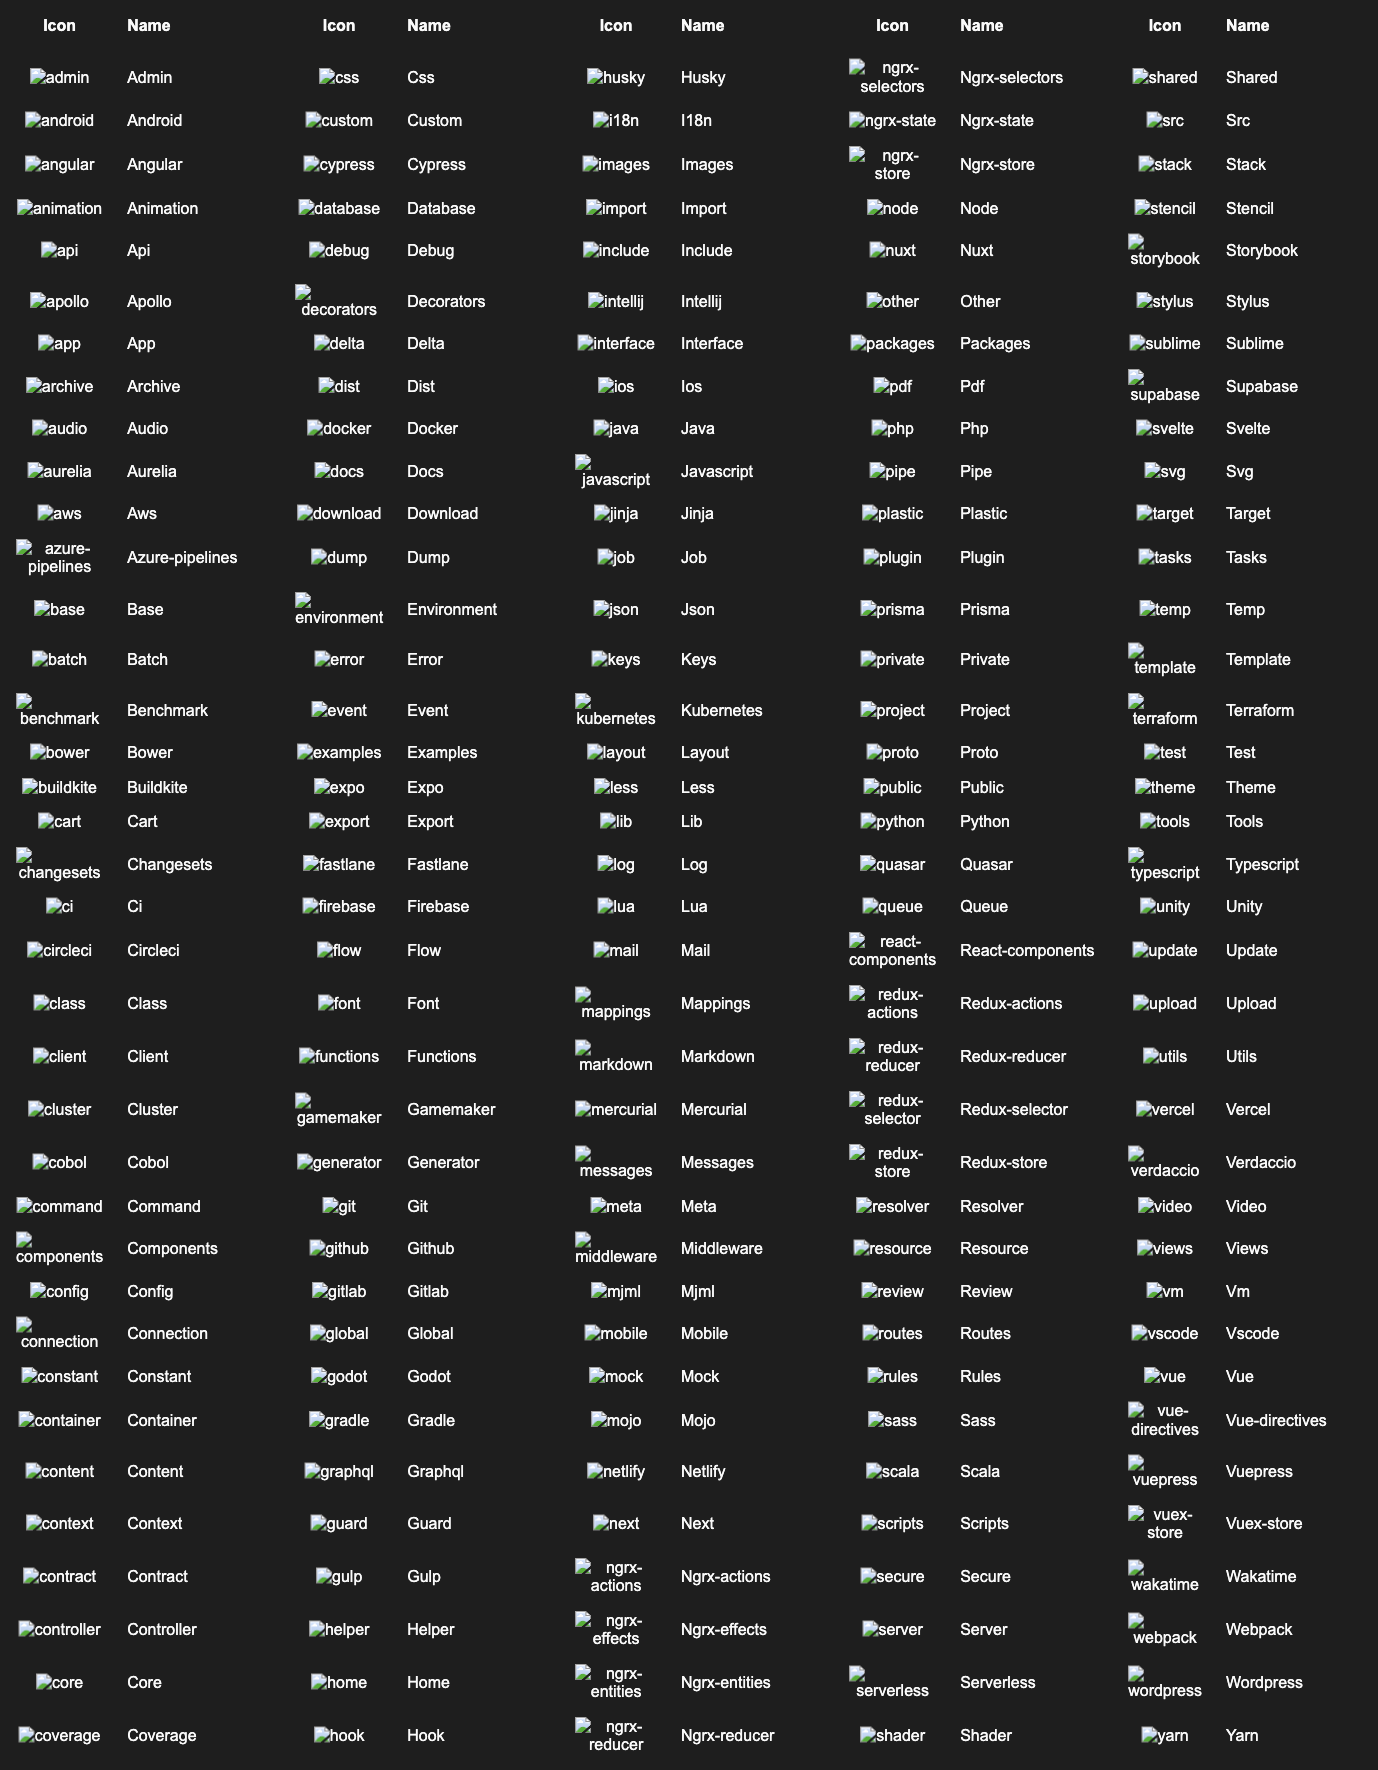 Icon Name Icon Name Icon Name Icon Name Icon Name
admin Admin css Css husky Husky ngrx-selectors Ngrx-selectors shared Shared
android Android custom Custom i18n I18n ngrx-state Ngrx-state src Src
angular Angular cypress Cypress images Images ngrx-store Ngrx-store stack Stack
animation Animation database Database import Import node Node stencil Stencil
api Api debug Debug include Include nuxt Nuxt storybook Storybook
apollo Apollo decorators Decorators intellij Intellij other Other stylus Stylus
app App delta Delta interface Interface packages Packages sublime Sublime
archive Archive dist Dist ios Ios pdf Pdf supabase Supabase
audio Audio docker Docker java Java php Php svelte Svelte
aurelia Aurelia docs Docs javascript Javascript pipe Pipe svg Svg
aws Aws download Download jinja Jinja plastic Plastic target Target
azure-pipelines Azure-pipelines dump Dump job Job plugin Plugin tasks Tasks
base Base environment Environment json Json prisma Prisma temp Temp
batch Batch error Error keys Keys private Private template Template
benchmark Benchmark event Event kubernetes Kubernetes project Project terraform Terraform
bower Bower examples Examples layout Layout proto Proto test Test
buildkite Buildkite expo Expo less Less public Public theme Theme
cart Cart export Export lib Lib python Python tools Tools
changesets Changesets fastlane Fastlane log Log quasar Quasar typescript Typescript
ci Ci firebase Firebase lua Lua queue Queue unity Unity
circleci Circleci flow Flow mail Mail react-components React-components update Update
class Class font Font mappings Mappings redux-actions Redux-actions upload Upload
client Client functions Functions markdown Markdown redux-reducer Redux-reducer utils Utils
cluster Cluster gamemaker Gamemaker mercurial Mercurial redux-selector Redux-selector vercel Vercel
cobol Cobol generator Generator messages Messages redux-store Redux-store verdaccio Verdaccio
command Command git Git meta Meta resolver Resolver video Video
components Components github Github middleware Middleware resource Resource views Views
config Config gitlab Gitlab mjml Mjml review Review vm Vm
connection Connection global Global mobile Mobile routes Routes vscode Vscode
constant Constant godot Godot mock Mock rules Rules vue Vue
container Container gradle Gradle mojo Mojo sass Sass vue-directives Vue-directives
content Content graphql Graphql netlify Netlify scala Scala vuepress Vuepress
context Context guard Guard next Next scripts Scripts vuex-store Vuex-store
contract Contract gulp Gulp ngrx-actions Ngrx-actions secure Secure wakatime Wakatime
controller Controller helper Helper ngrx-effects Ngrx-effects server Server webpack Webpack
core Core home Home ngrx-entities Ngrx-entities serverless Serverless wordpress Wordpress
coverage Coverage hook Hook ngrx-reducer Ngrx-reducer shader Shader yarn Yarn